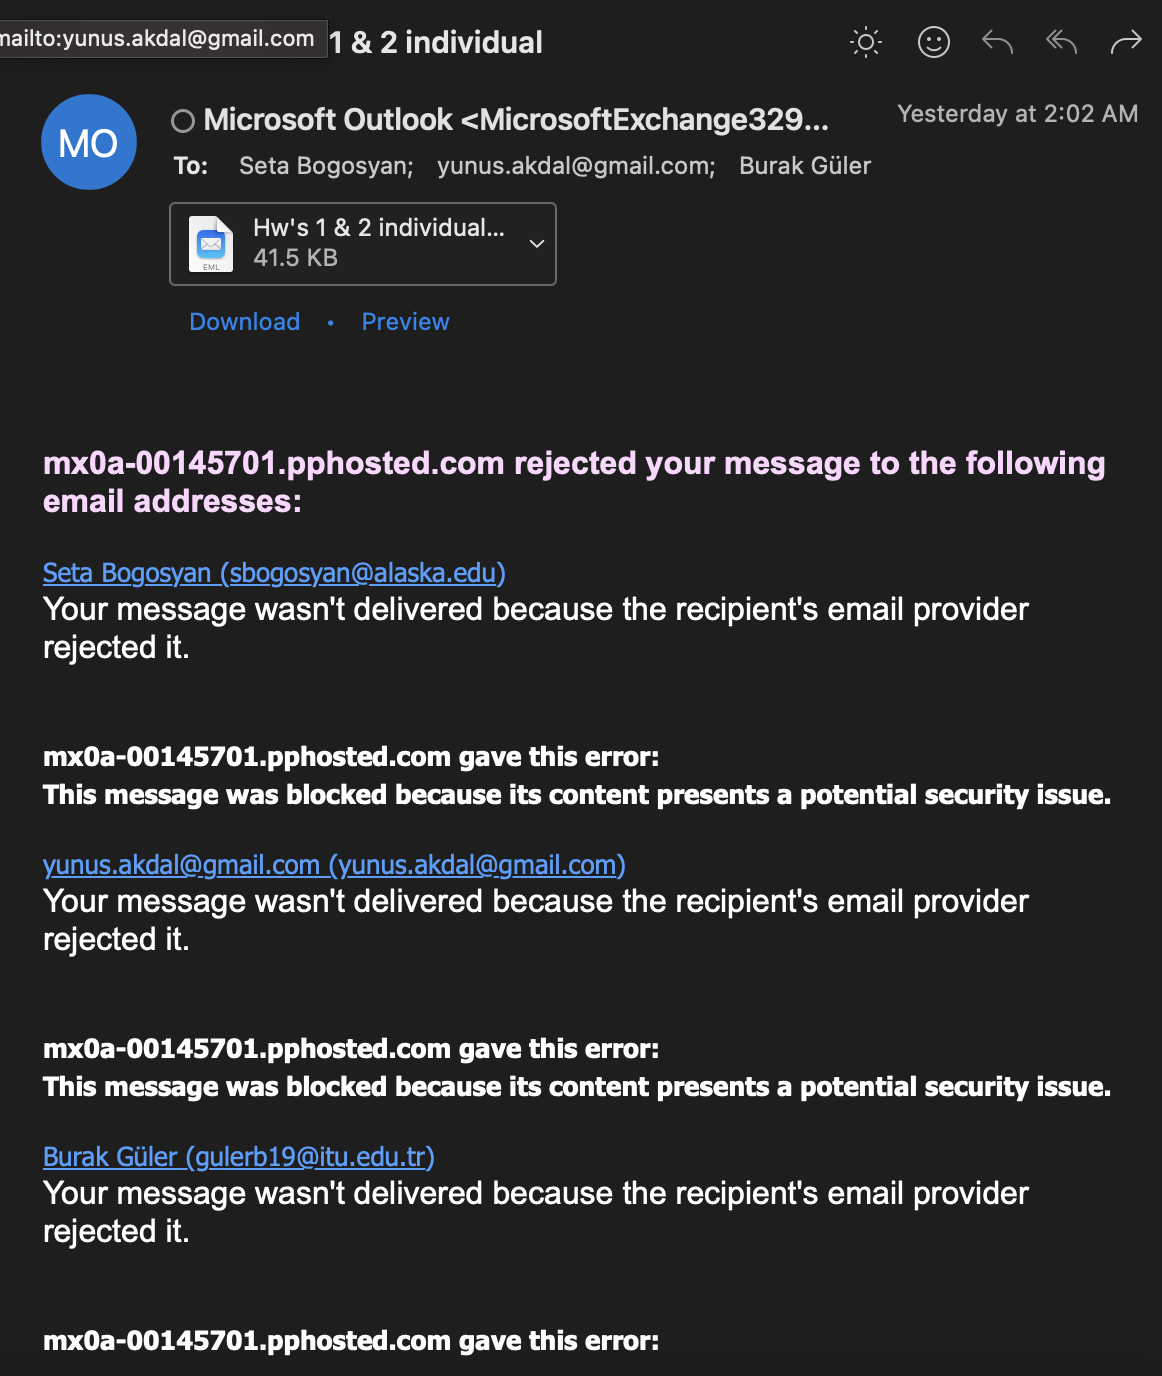 mailto:yunus.akdal@gmail.com 1 & 2 individual
MO
Microsoft Outlook <MicrosoftExchange329...
Yesterday at 2:02 AM
To: Seta Bogosyan; yunus.akdal@gmail.com; Burak Güler
Hw's 1 & 2 individual...
EML
41.5 KB
Download • Preview
mx0a-00145701.pphosted.com rejected your message to the following
email addresses:
Seta Bogosyan (sbogosyan@alaska.edu)
Your message wasn't delivered because the recipient's email provider
rejected it.
mx0a-00145701.pphosted.com gave this error:
This message was blocked because its content presents a potential security issue.
yunus.akdal@gmail.com (yunus.akdal@gmail.com)
Your message wasn't delivered because the recipient's email provider
rejected it.
mx0a-00145701.pphosted.com gave this error:
This message was blocked because its content presents a potential security issue.
Burak Güler (gulerb19@itu.edu.tr)
Your message wasn't delivered because the recipient's email provider
rejected it.
mx0a-00145701.pphosted.com gave this error: